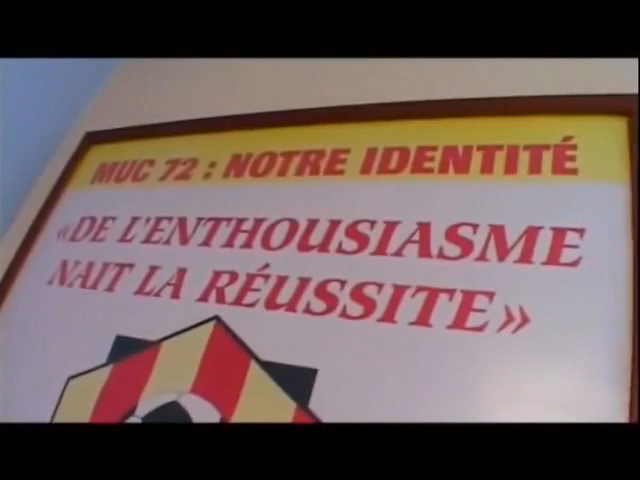 MUC 72 : NOTRE IDENTITÉ
«DE L'ENTHOUSIASME
NAIT LA RÉUSSITE»